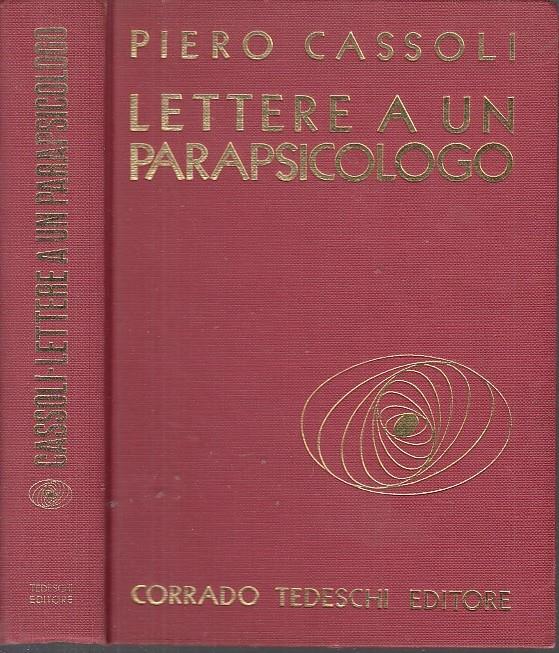 PIERO CASSOLI
LETTERE A UN
PARAPSICOLOGO
CORRADO TEDESCHI EDITORE
CASSOLI-LETTERE A UN PARAPSICOLOGO
TEDESCHI
EDITORE